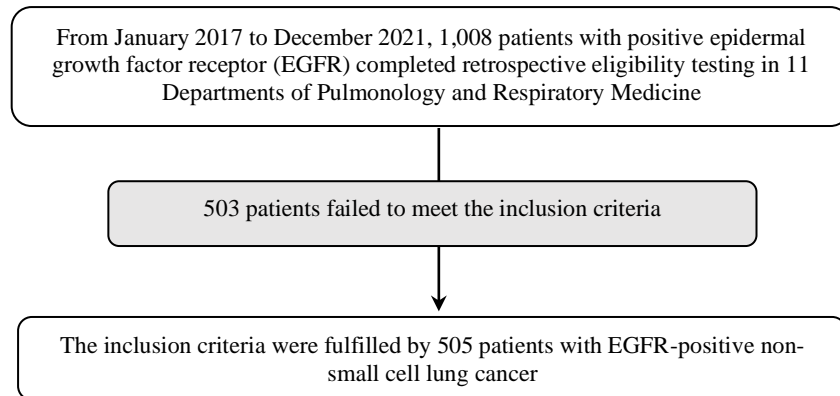 From January 2017 to December 2021, 1,008 patients with positive epidermal
growth factor receptor (EGFR) completed retrospective eligibility testing in 11
Departments of Pulmonology and Respiratory Medicine
503 patients failed to meet the inclusion criteria
The inclusion criteria were fulfilled by 505 patients with EGFR-positive non-
small cell lung cancer